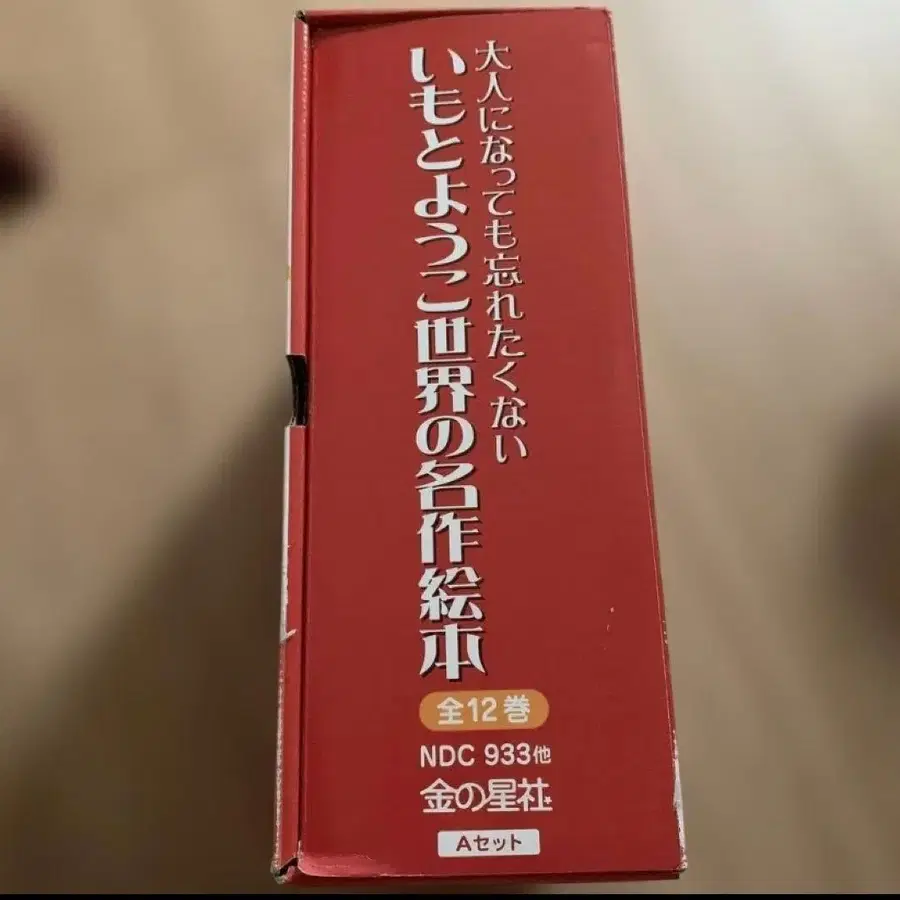 大人になっても忘れたくない
いもとようこ世界の名作絵本
全12巻
NDC 933他
金の星社
Aセット